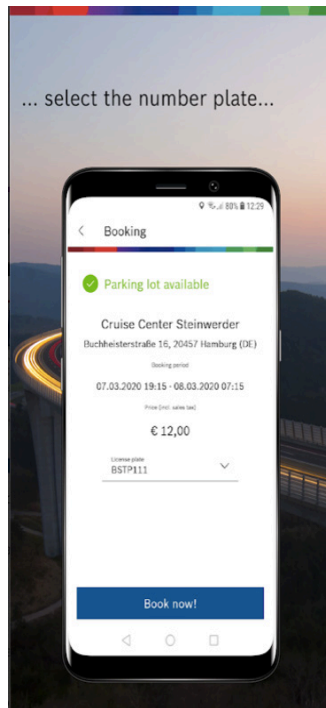 ... select the number plate...
80% 12:29
Booking
Parking lot available
Cruise Center Steinwerder
Buchheisterstraße 16, 20457 Hamburg (DE)
Booking period
07.03.2020 19:15 - 08.03.2020 07:15
Price (incl. sales tax)
€ 12,00
License plate
BSTP111
Book now!